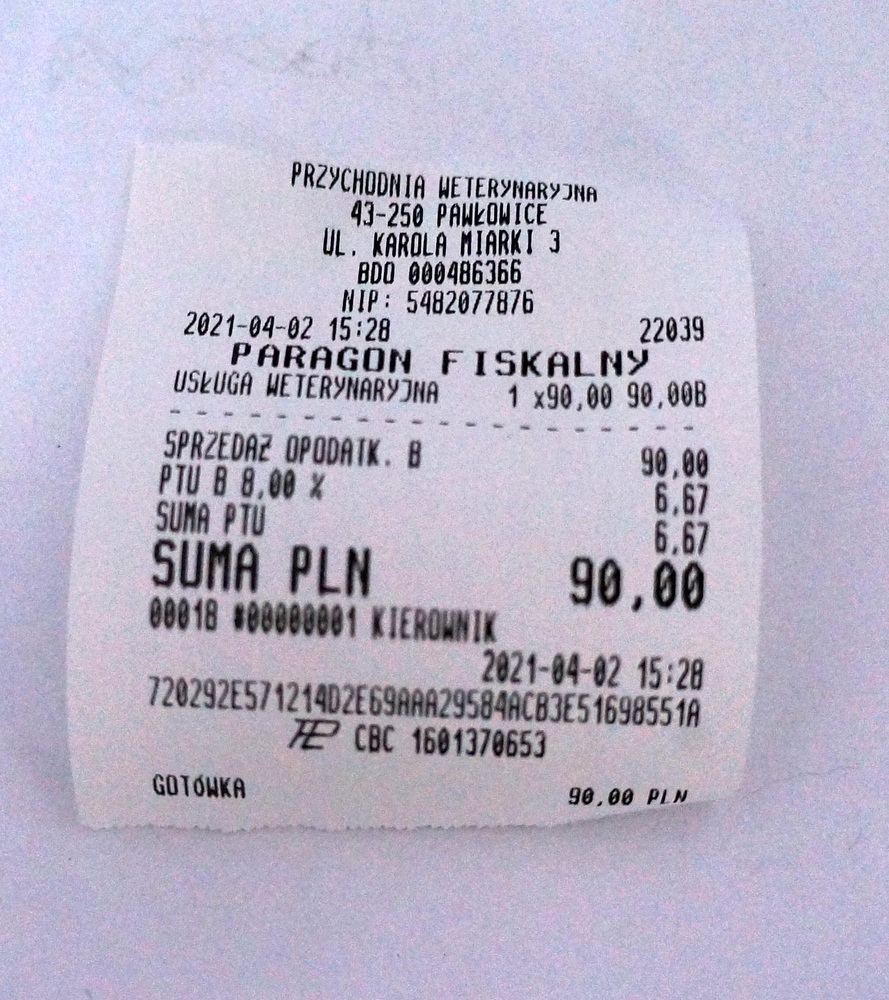 PRZYCHODNIA WETERYNARYJNA
43-250 PAWŁOWICE
UL. KAROLA MIARKI 3
BDO 000486366
NIP: 5482077876
2021-04-02 15:28 22039
PARAGON FISKALNY
USŁUGA WETERYNARYJNA 1 x90,00 90,00B
SPRZEDAŻ OPODATK. B 90,00
PTU B 8,00 % 6,67
SUMA PTU 6,67
SUMA PLN 90,00
00018 #00000001 KIEROWNIK
2021-04-02 15:28
720292E571214D2E69AAA29584ACB3E51698551A
CBC 1601370653
GOTÓWKA 90,00 PLN